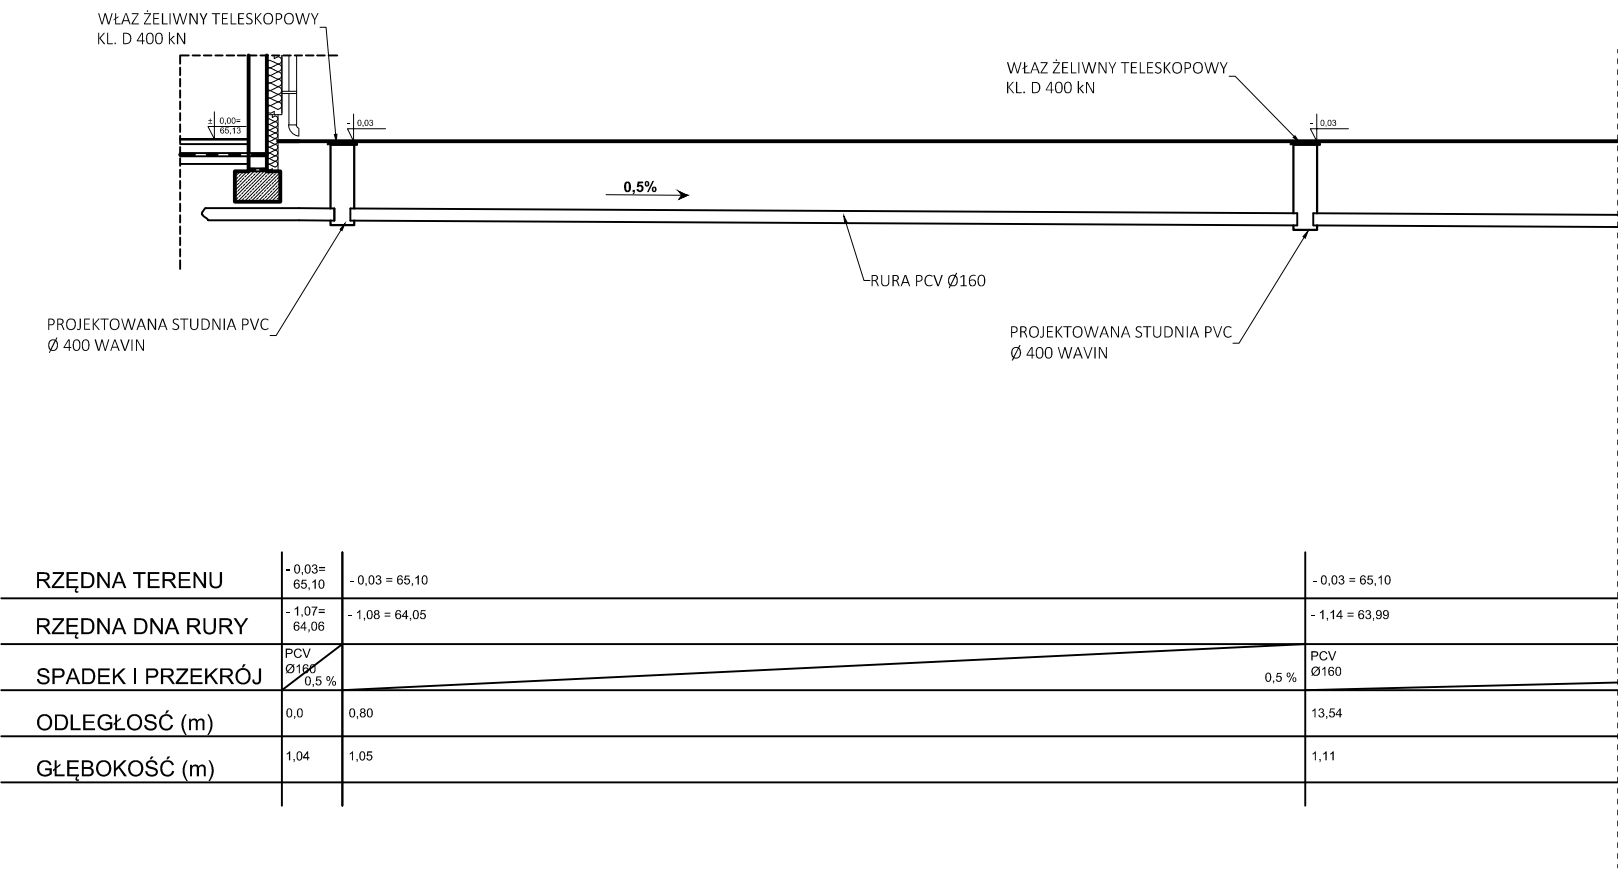 WŁAZ ŻELIWNY TELESKOPOWY
KL. D 400 kN
WŁAZ ŻELIWNY TELESKOPOWY
KL. D 400 kN
± 0,00=
65,13
- 0,03
- 0,03
0,5%
RURA PCV Ø160
PROJEKTOWANA STUDNIA PVC
Ø 400 WAVIN
PROJEKTOWANA STUDNIA PVC
Ø 400 WAVIN
RZĘDNA TERENU
- 0,03=
65,10
- 0,03 = 65,10
- 0,03 = 65,10
RZĘDNA DNA RURY
- 1,07=
64,06
- 1,08 = 64,05
- 1,14 = 63,99
SPADEK I PRZEKRÓJ
PCV
Ø160
0,5 %
0,5 %
PCV
Ø160
ODLEGŁOSĆ (m)
0,0
0,80
13,54
GŁĘBOKOŚĆ (m)
1,04
1,05
1,11